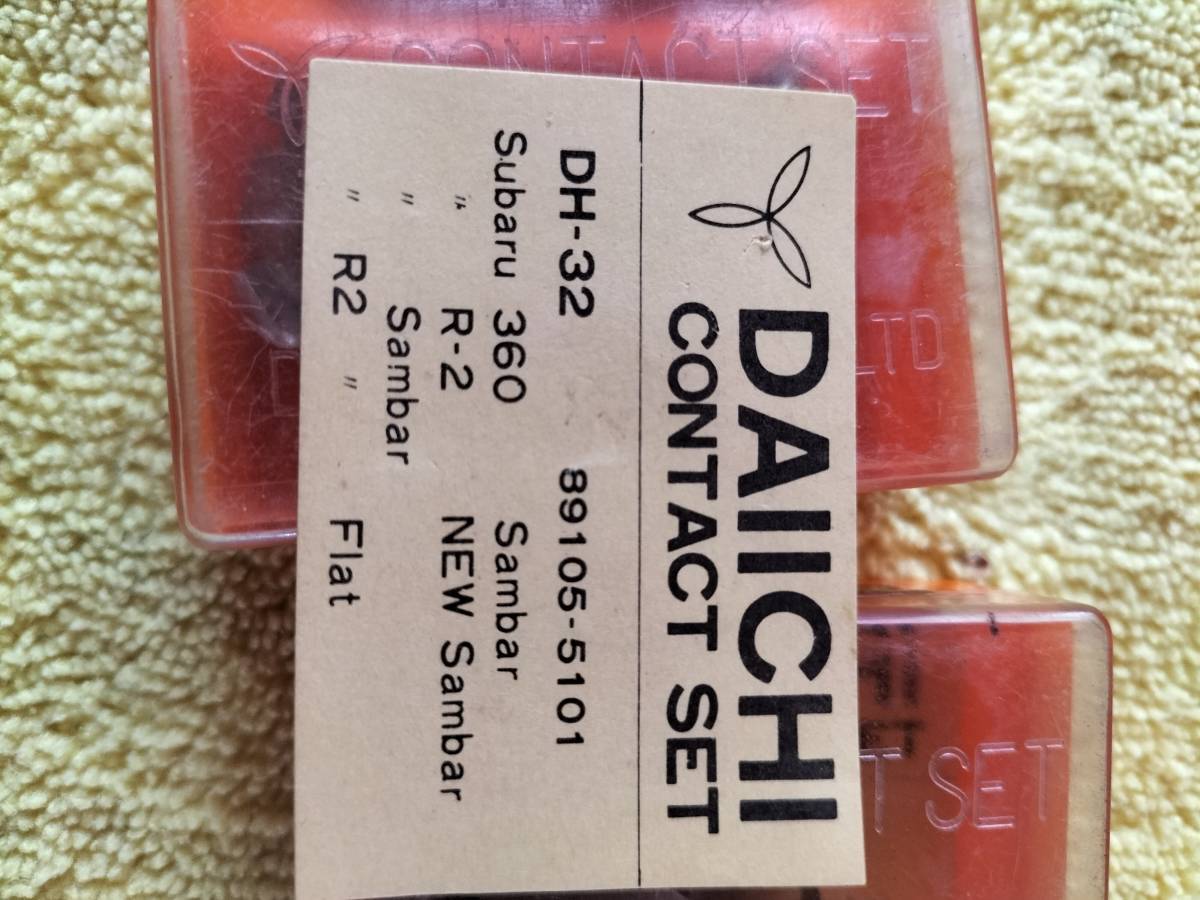 CONTACT SET
LTD
DAIICHI
CONTACT SET
DH-32 89105-5101
Subaru 360 Sambar
" R-2 NEW Sambar
" Sambar
" R2 " Flat
T SET